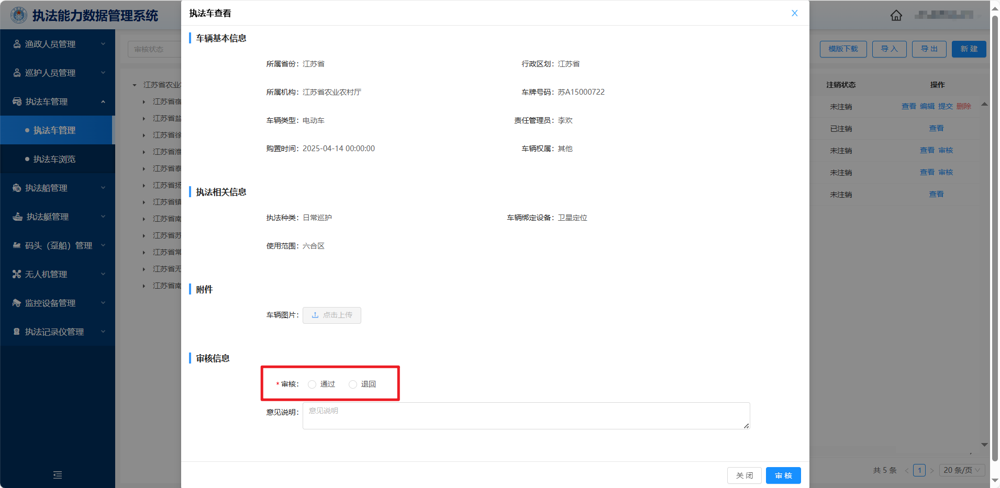 执法能力数据管理系统
渔政人员管理
巡护人员管理
执法车管理
执法车管理
执法车浏览
执法船管理
执法艇管理
码头（趸船）管理
无人机管理
监控设备管理
执法记录仪管理
审核状态
江苏省农业
江苏省宿
江苏省盐
江苏省徐
江苏省淮
江苏省泰
江苏省扬
江苏省镇
江苏省南
江苏省苏
江苏省常
江苏省无
江苏省南
执法车查看
X
车辆基本信息
所属省份：江苏省 行政区划：江苏省
所属机构：江苏省农业农村厅 车牌号码：苏A15000722
车辆类型：电动车 责任管理员：李欢
购置时间：2025-04-14 00:00:00 车辆权属：其他
执法相关信息
执法种类：日常巡护 车辆绑定设备：卫星定位
使用范围：六合区
附件
车辆图片： 点击上传
审核信息
*审核： 通过 退回
意见说明： 意见说明
关 闭 审 核
模版下载 导 入 导 出 新 建
注销状态 操作
未注销 查看 编辑 提交 删除
已注销 查看
未注销 查看 审核
未注销 查看 审核
未注销 查看
共 5 条 < 1 > 20 条/页